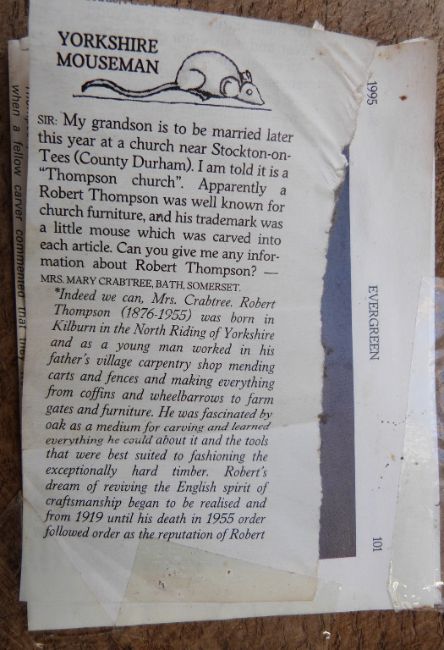 YORKSHIRE
MOUSEMAN
SIR: My grandson is to be married later
this year at a church near Stockton-on-
Tees (County Durham). I am told it is a
"Thompson church". Apparently a
Robert Thompson was well known for
church furniture, and his trademark was
a little mouse which was carved into
each article. Can you give me any infor-
mation about Robert Thompson? —
MRS. MARY CRABTREE, BATH, SOMERSET.
*Indeed we can, Mrs. Crabtree. Robert
Thompson (1876-1955) was born in
Kilburn in the North Riding of Yorkshire
and as a young man worked in his
father's village carpentry shop mending
carts and fences and making everything
from coffins and wheelbarrows to farm
gates and furniture. He was fascinated by
oak as a medium for carving and learned
everything he could about it and the tools
that were best suited to fashioning the
exceptionally hard timber. Robert's
dream of reviving the English spirit of
craftsmanship began to be realised and
from 1919 until his death in 1955 order
followed order as the reputation of Robert
when a fellow carver commented that they
1995
EVERGREEN
101